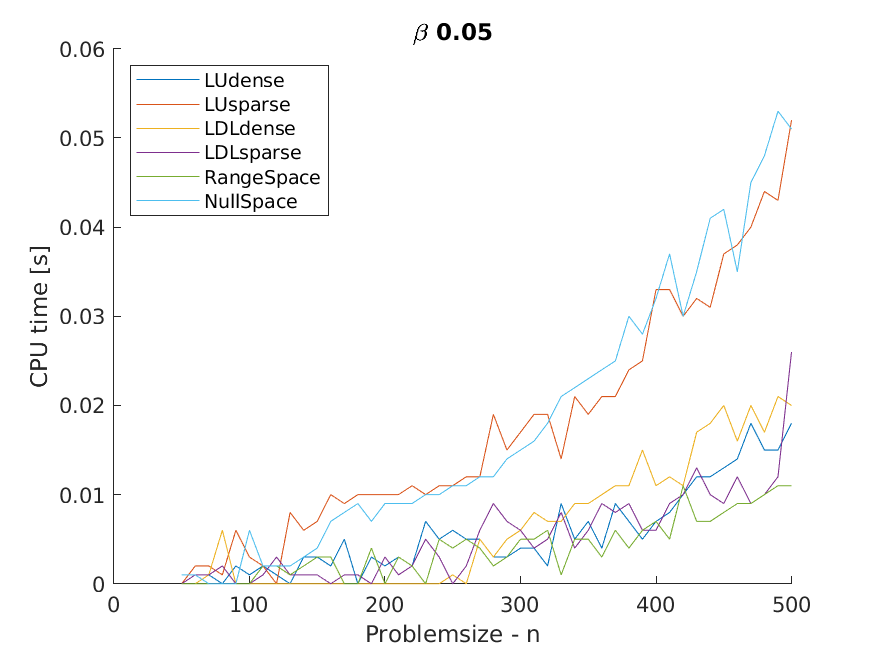 β 0.05
0.06
0.05
0.04
0.03
0.02
0.01
0
CPU time [s]
LUdense
LUsparse
LDLdense
LDLsparse
RangeSpace
NullSpace
0 100 200 300 400 500
Problemsize - n